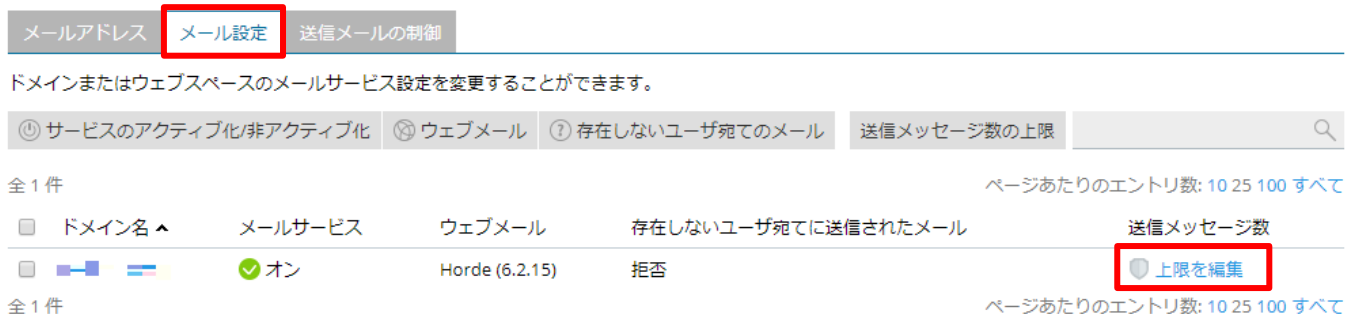 メールアドレス メール設定 送信メールの制御
ドメインまたはウェブスペースのメールサービス設定を変更することができます。
サービスのアクティブ化/非アクティブ化 ウェブメール ? 存在しないユーザ宛てのメール 送信メッセージ数の上限
全 1 件 ページあたりのエントリ数: 10 25 100 すべて
ドメイン名 メールサービス ウェブメール 存在しないユーザ宛てに送信されたメール 送信メッセージ数
オン Horde (6.2.15) 拒否 上限を編集
全 1 件 ページあたりのエントリ数: 10 25 100 すべて